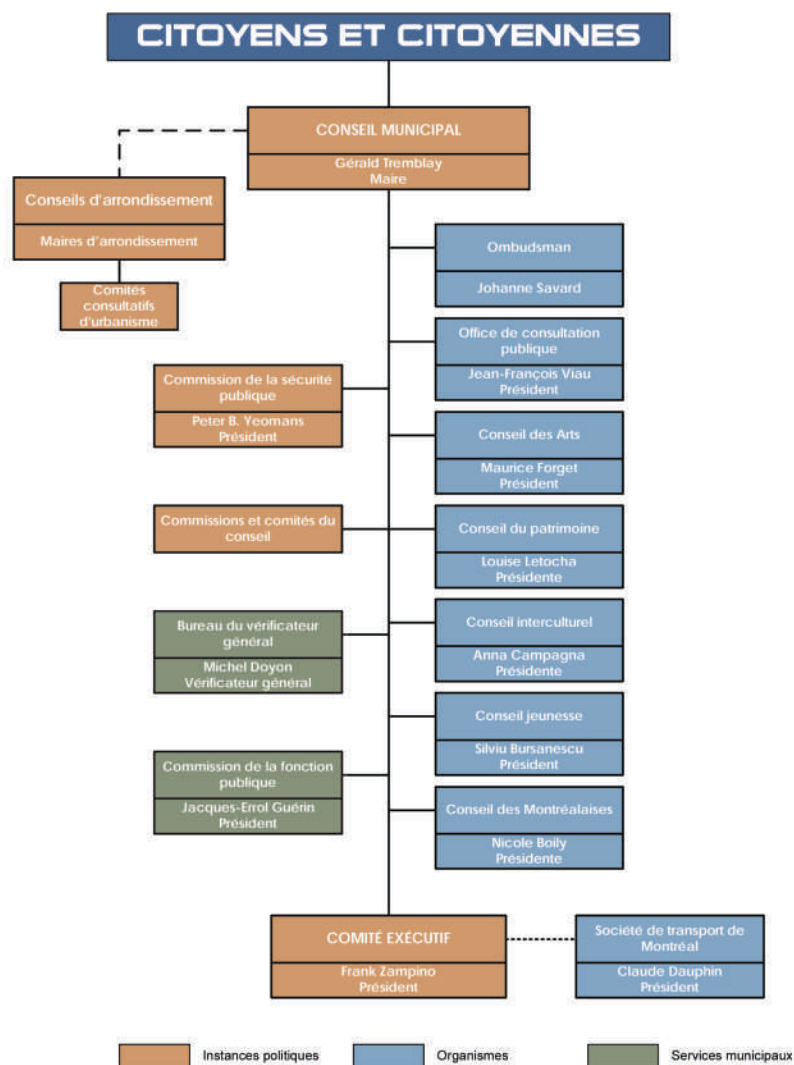 CITOYENS ET CITOYENNES
CONSEIL MUNICIPAL
Gérald Tremblay
Maire
Conseils d'arrondissement
Maires d'arrondissement
Comités
consultatifs
d'urbanisme
Ombudsman
Johanne Savard
Office de consultation
publique
Jean-François Viau
Président
Commission de la sécurité
publique
Peter B. Yeomans
Président
Conseil des Arts
Maurice Forget
Président
Commissions et comités du
conseil
Conseil du patrimoine
Louise Letocha
Présidente
Bureau du vérificateur
général
Michel Doyon
Vérificateur général
Conseil interculturel
Anna Campagna
Présidente
Conseil jeunesse
Silviu Bursanescu
Président
Commission de la fonction
publique
Jacques-Errol Guérin
Président
Conseil des Montréalaises
Nicole Boily
Présidente
COMITÉ EXÉCUTIF
Frank Zampino
Président
Société de transport de
Montréal
Claude Dauphin
Président
Instances politiques
Organismes
Services municipaux